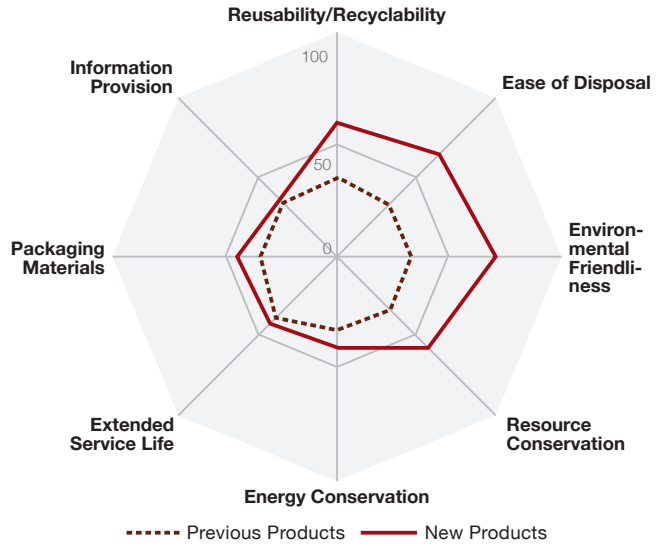 Reusability/Recyclability
100
Information
Provision
Ease of Disposal
50
0
Packaging
Materials
Environ-
mental
Friendli-
ness
Extended
Service Life
Resource
Conservation
Energy Conservation
Previous Products
New Products